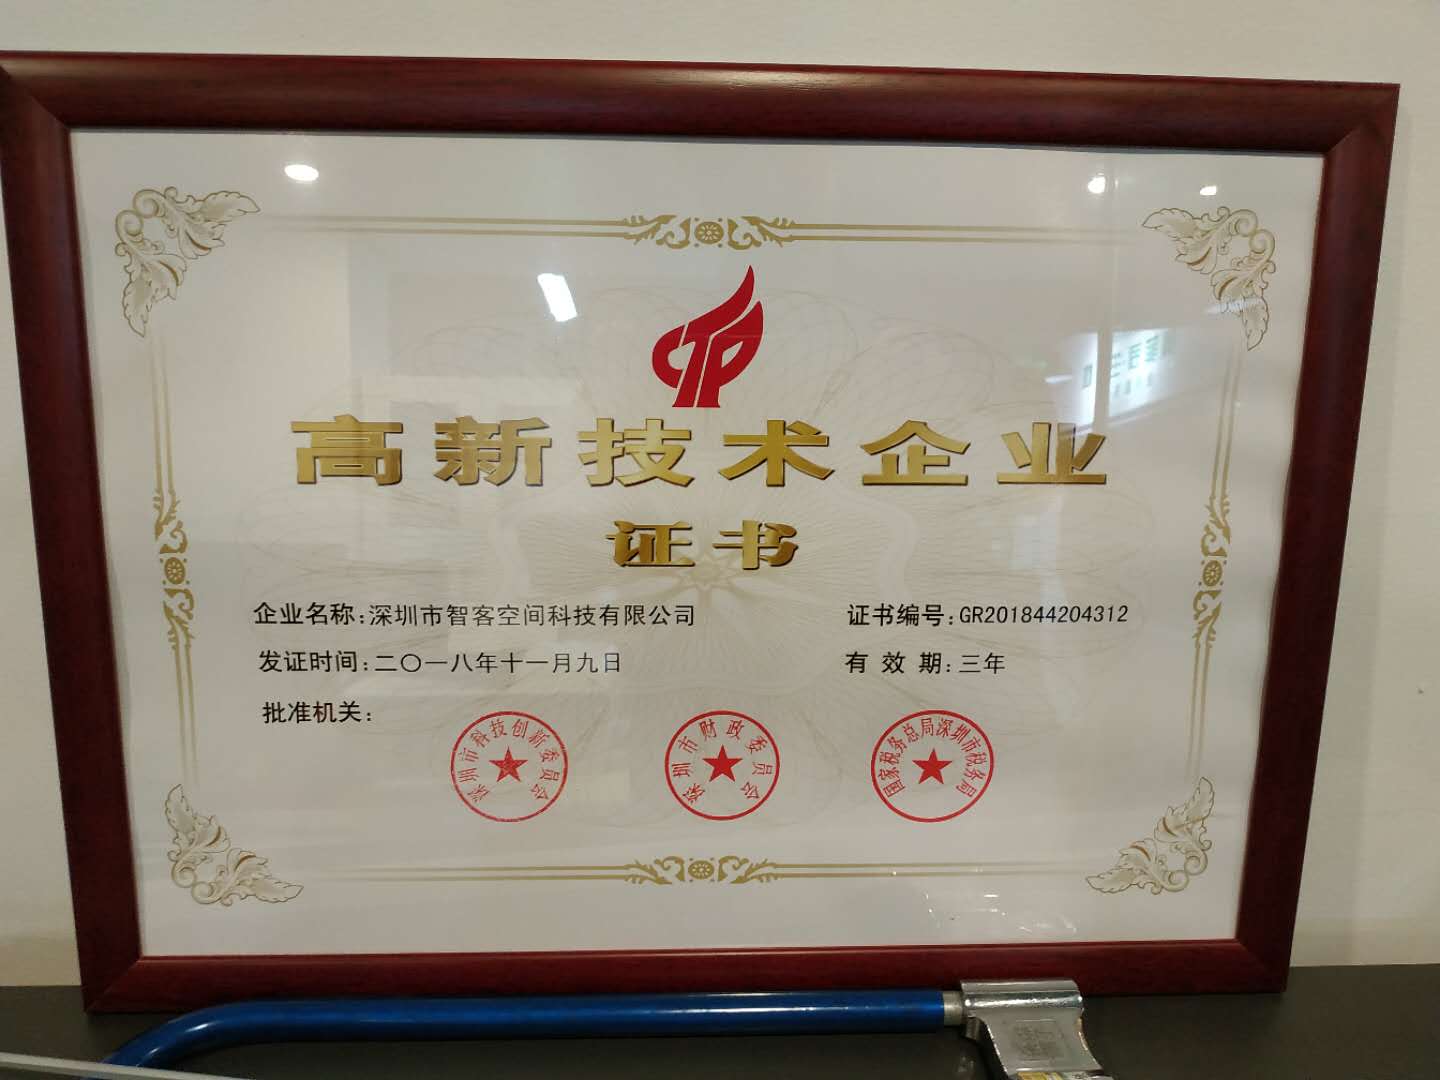 高新技术企业
证书
企业名称:深圳市智客空间科技有限公司 证书编号:GR201844204312
发证时间:二〇一八年十一月九日 有 效 期:三年
批准机关:
深圳市科技创新委员会
深圳市财政委员会
国家税务总局深圳市税务局